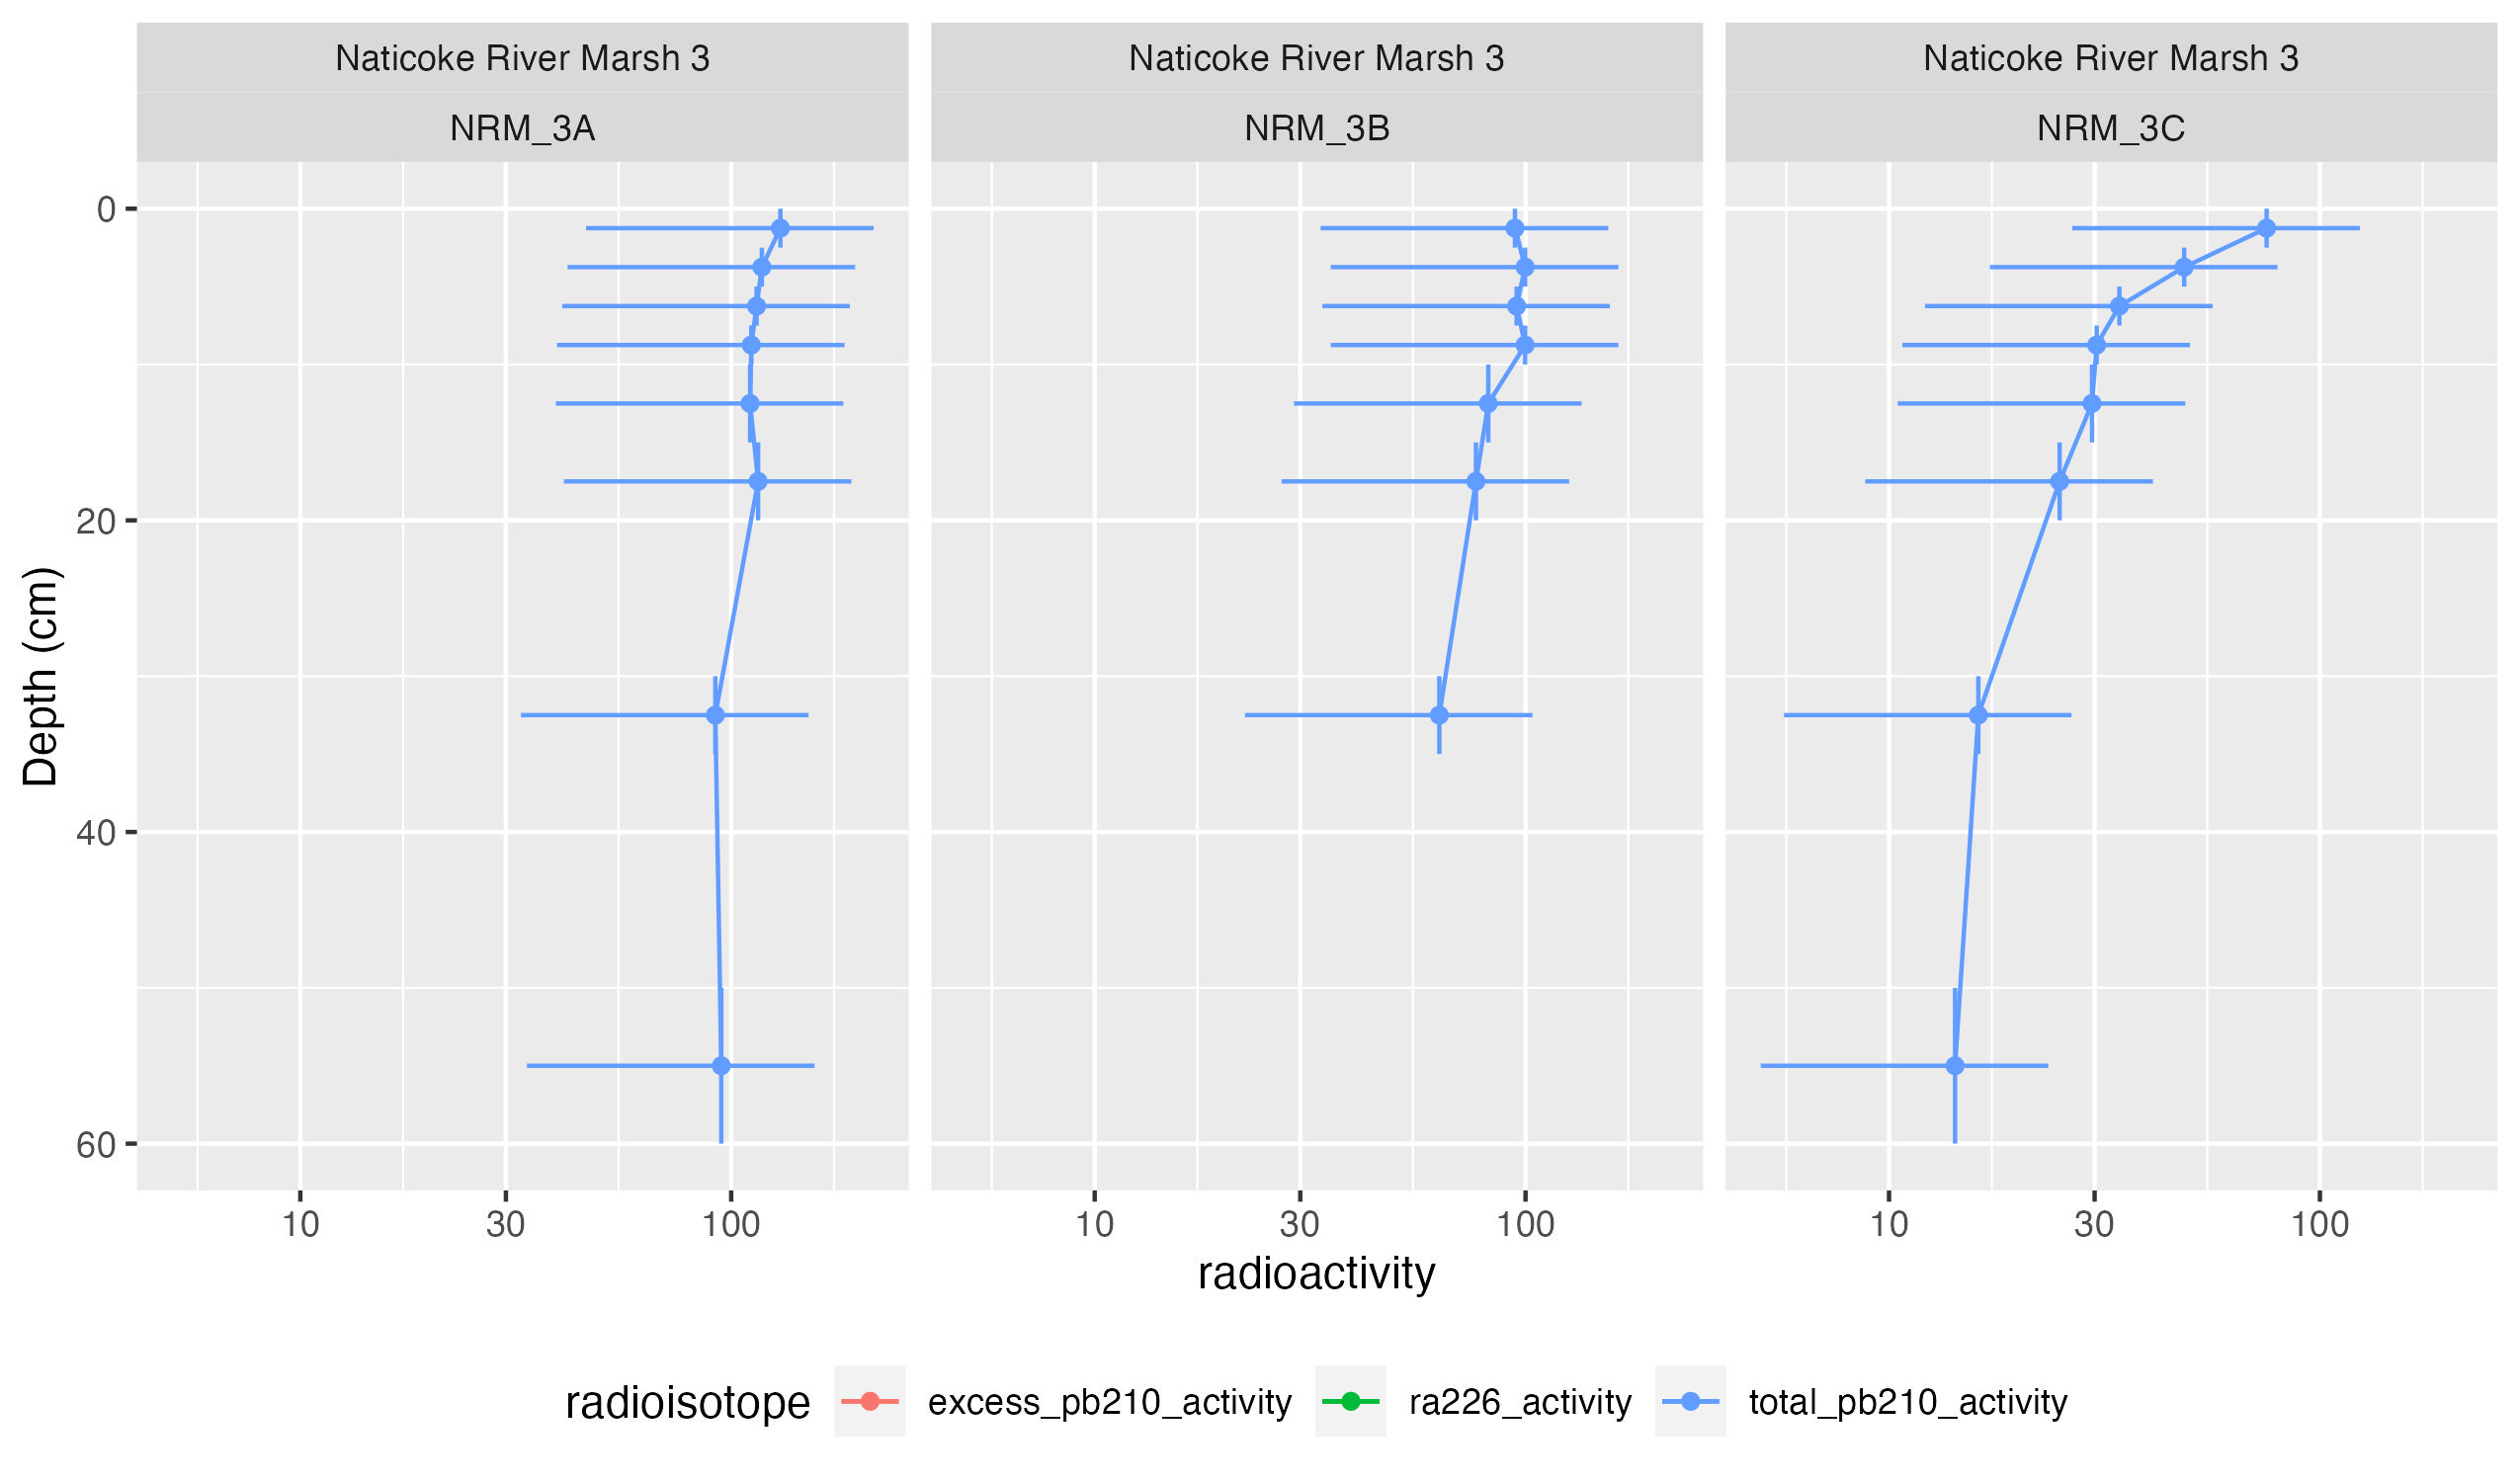 Naticoke River Marsh 3 Naticoke River Marsh 3 Naticoke River Marsh 3
NRM_3A NRM_3B NRM_3C
0
20
40
60
Depth (cm)
10 30 100 10 30 100 10 30 100
radioactivity
radioisotope excess_pb210_activity ra226_activity total_pb210_activity